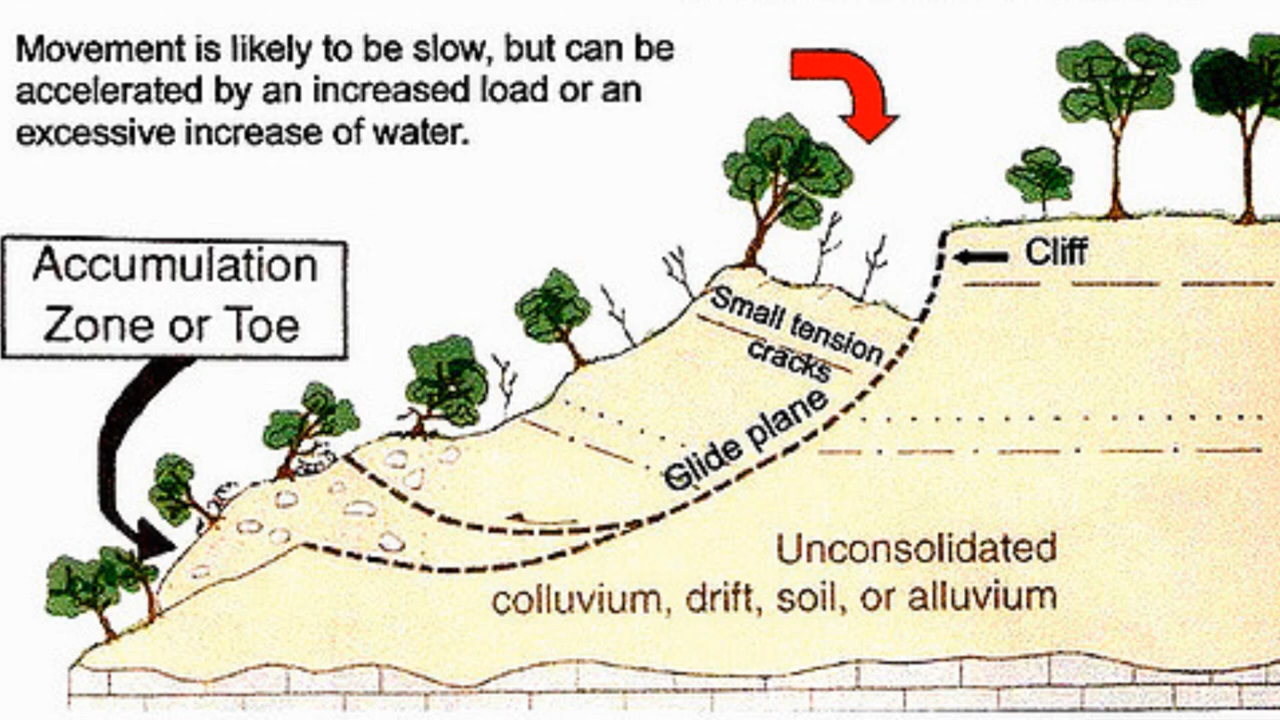 Movement is likely to be slow, but can be
accelerated by an increased load or an
excessive increase of water.
Accumulation
Zone or Toe
Cliff
Small tension
cracks
Glide plane
Unconsolidated
colluvium, drift, soil, or alluvium